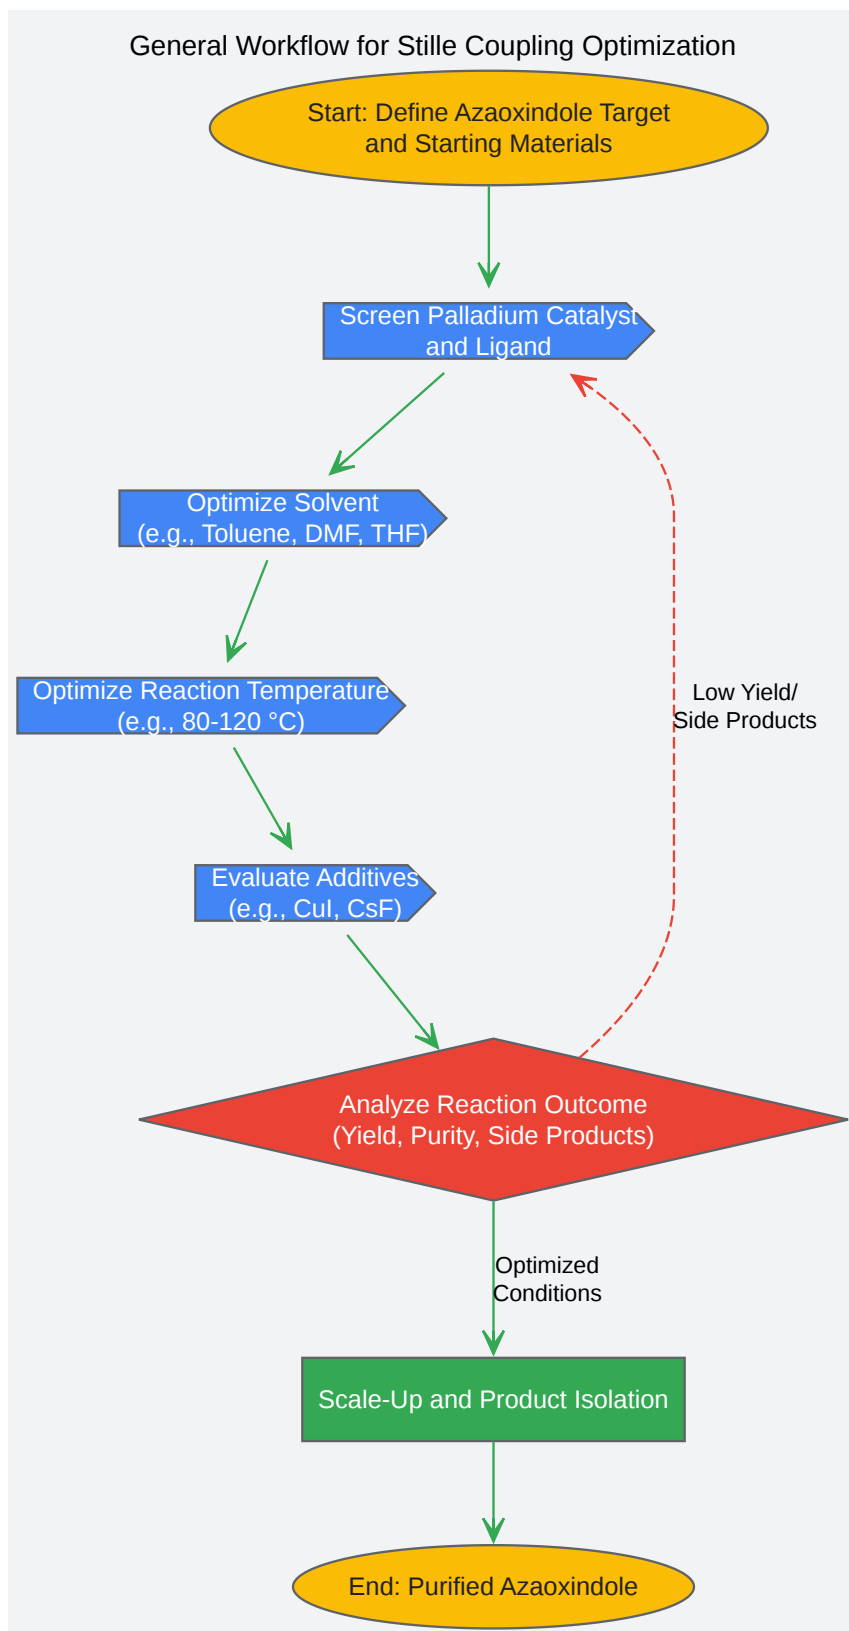 General Workflow for Stille Coupling Optimization
Start: Define Azaoxindole Target
and Starting Materials
Screen Palladium Catalyst
and Ligand
Optimize Solvent
(e.g., Toluene, DMF, THF)
Optimize Reaction Temperature
(e.g., 80-120 °C)
Low Yield/
Side Products
Evaluate Additives
(e.g., CuI, CsF)
Analyze Reaction Outcome
(Yield, Purity, Side Products)
Optimized
Conditions
Scale-Up and Product Isolation
End: Purified Azaoxindole